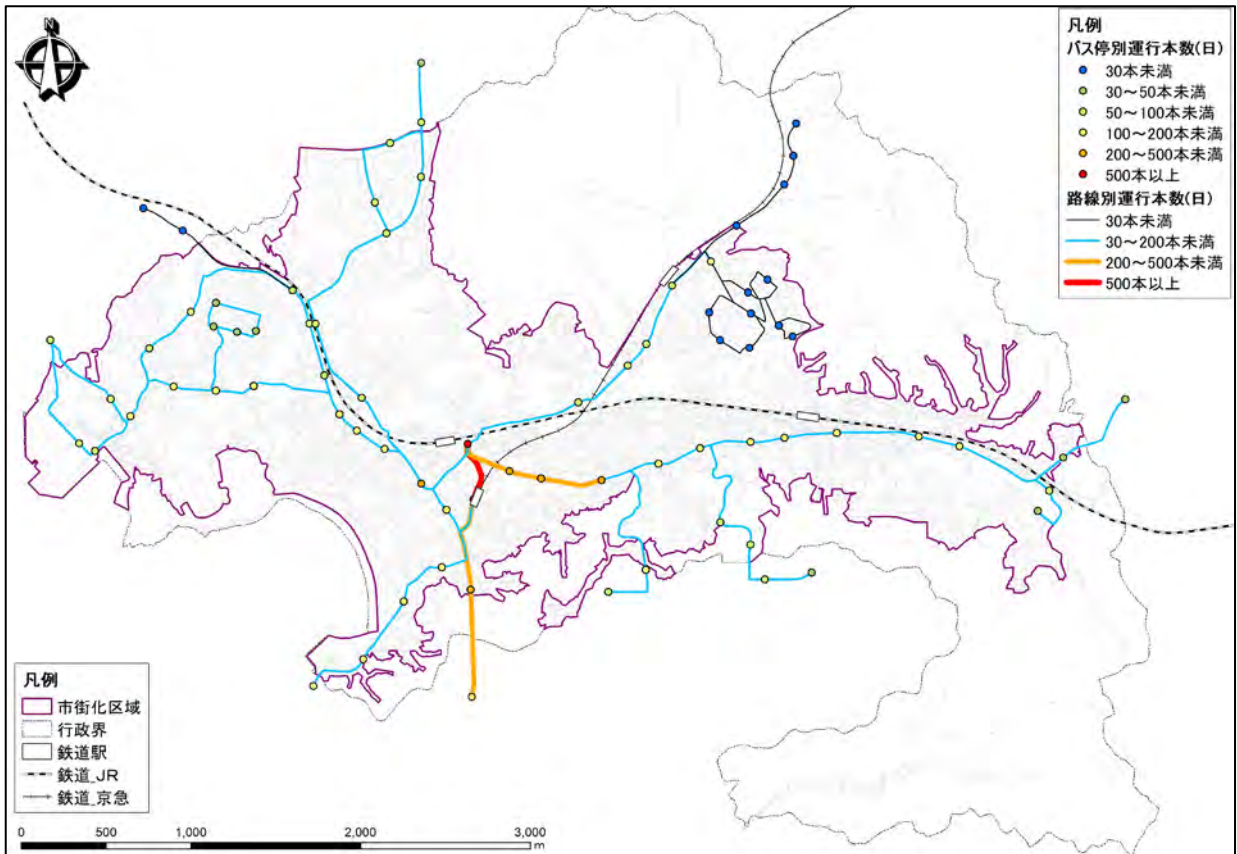 N
凡例
バス停別運行本数(日)
30本未満
30～50本未満
50～100本未満
100～200本未満
200～500本未満
500本以上
路線別運行本数(日)
30本未満
30～200本未満
200～500本未満
500本以上
凡例
市街化区域
行政界
鉄道駅
鉄道_JR
鉄道_京急
0 500 1,000 2,000 3,000
m